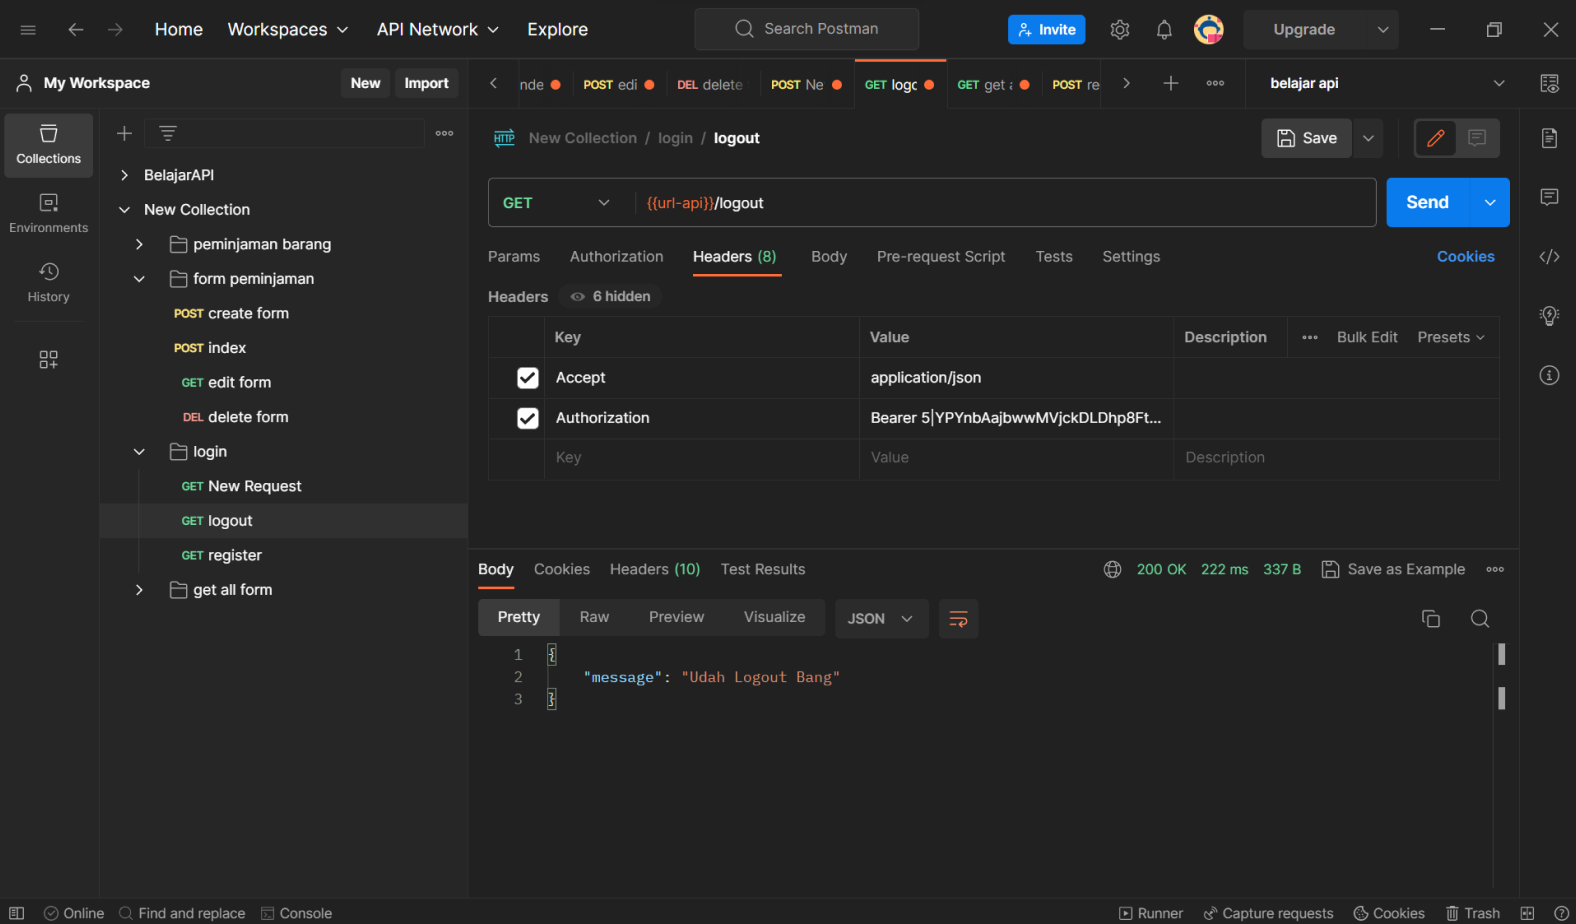 Home Workspaces API Network Explore Search Postman Invite Upgrade
My Workspace New Import nde POST edi DEL delete POST Ne GET logo GET get a POST re belajar api
Collections
Environments
History
BelajarAPI
New Collection
peminjaman barang
form peminjaman
POST create form
POST index
GET edit form
DEL delete form
login
GET New Request
GET logout
GET register
get all form
HTTP New Collection / login / logout Save
GET {{url-api}}/logout Send
Params Authorization Headers (8) Body Pre-request Script Tests Settings Cookies
Headers 6 hidden
Key Value Description Bulk Edit Presets
Accept application/json
Authorization Bearer 5|YPYnbAajbwwMVjckDLDhp8Ft...
Key Value Description
Body Cookies Headers (10) Test Results 200 OK 222 ms 337 B Save as Example
Pretty Raw Preview Visualize JSON
1 {
2 "message": "Udah Logout Bang"
3 }
Online Find and replace Console Runner Capture requests Cookies Trash